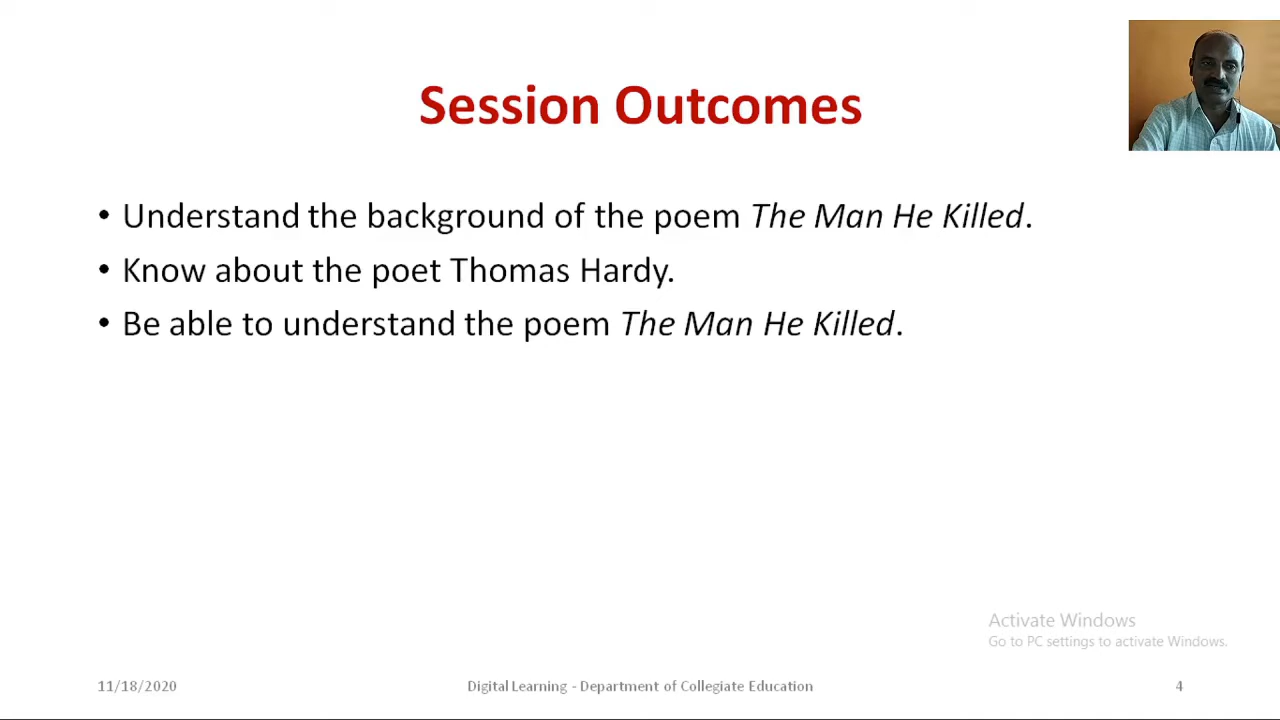 Session Outcomes
• Understand the background of the poem The Man He Killed.
• Know about the poet Thomas Hardy.
• Be able to understand the poem The Man He Killed.
Activate Windows
Go to PC settings to activate Windows.
11/18/2020
Digital Learning - Department of Collegiate Education
4